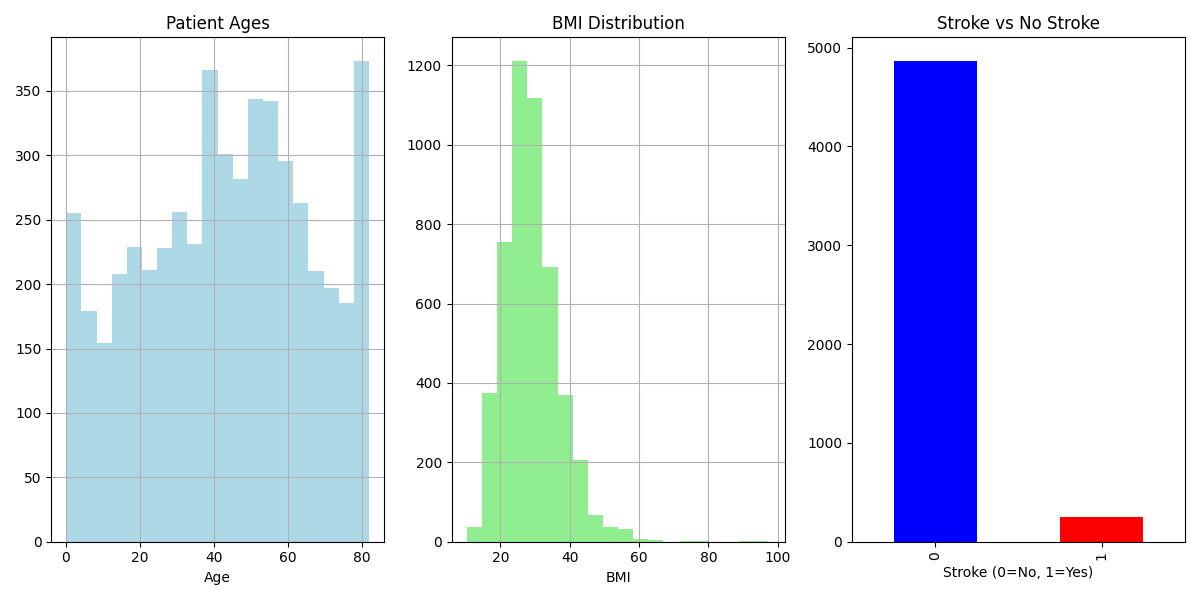 Patient Ages
350
300
250
200
150
100
50
0
0 20 40 60 80
Age
BMI Distribution
1200
1000
800
600
400
200
0
20 40 60 80 100
BMI
Stroke vs No Stroke
5000
4000
3000
2000
1000
0
0 1
Stroke (0=No, 1=Yes)